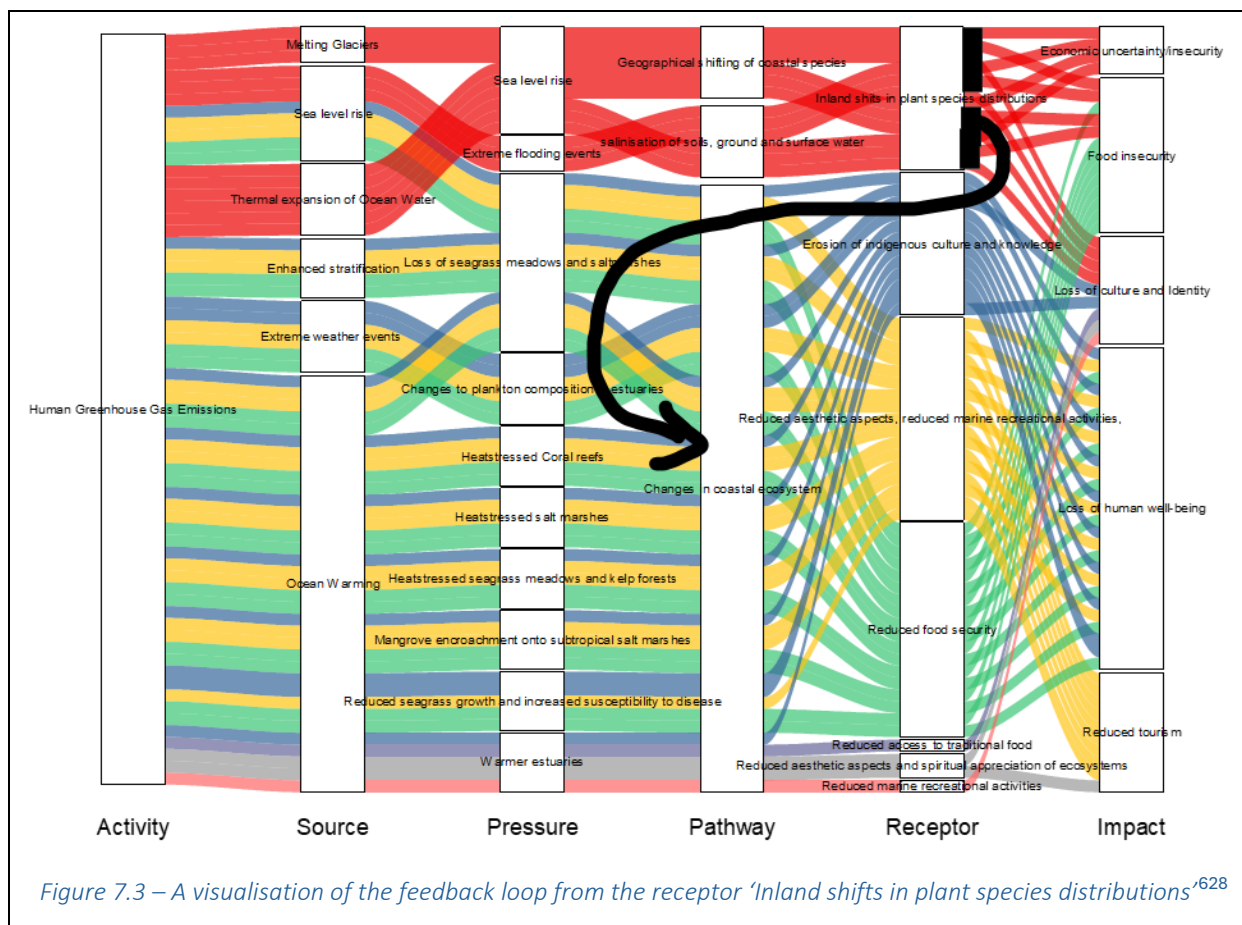 Melting Glaciers
Sea level rise
Thermal expansion of Ocean Water
Enhanced stratification
Extreme weather events
Human Greenhouse Gas Emissions
Ocean Warming
Sea level rise
Extreme flooding events
Loss of seagrass meadows and saltmarshes
Changes to plankton composition estuaries
Heatstressed Coral reefs
Heatstressed salt marshes
Heatstressed seagrass meadows and kelp forests
Mangrove encroachment onto subtropical salt marshes
Reduced seagrass growth and increased susceptibility to disease
Warmer estuaries
Geographical shifting of coastal species
salinisation of soils, ground and surface water
Changes in coastal ecosystem
Inland shits in plant species distributions
Erosion of indigenous culture and knowledge
Reduced aesthetic aspects, reduced marine recreational activities,
Reduced food security
Reduced access to traditional food
Reduced aesthetic aspects and spiritual appreciation of ecosystems
Reduced marine recreational activities
Economic uncertainty/insecurity
Food insecurity
Loss of culture and Identity
Loss of human well-being
Reduced tourism
Activity Source Pressure Pathway Receptor Impact
Figure 7.3 – A visualisation of the feedback loop from the receptor ‘Inland shifts in plant species distributions’628